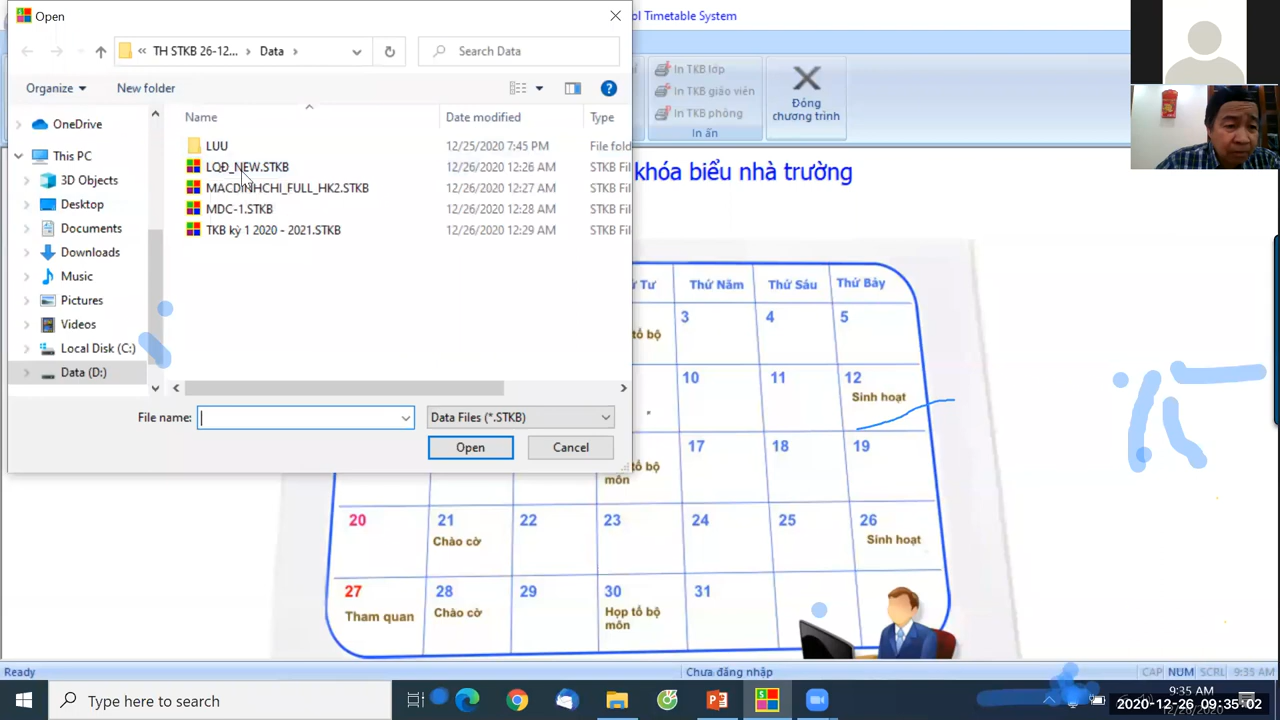 Open
ol Timetable System
« TH STKB 26-12... › Data ›
Search Data
Organize
New folder
Name
Date modified
Type
OneDrive
This PC
3D Objects
Desktop
Documents
Downloads
Music
Pictures
Videos
Local Disk (C:)
Data (D:)
LUU 12/25/2020 7:45 PM File fold
LQĐ_NEW.STKB 12/26/2020 12:26 AM STKB Fil
MACDINHCHI_FULL_HK2.STKB 12/26/2020 12:27 AM STKB Fil
MDC-1.STKB 12/26/2020 12:28 AM STKB Fil
TKB kỳ 1 2020 - 2021.STKB 12/26/2020 12:29 AM STKB Fil
File name:
Data Files (*.STKB)
Open
Cancel
In TKB lớp
In TKB giáo viên
In TKB phòng
In ấn
Đóng
chương trình
khóa biểu nhà trường
Tư Thứ Năm Thứ Sáu Thứ Bảy
3 4 5
tổ bộ
10 11 12
Sinh hoạt
17 18 19
tổ bộ
môn
20 21 22 23 24 25 26
Chào cờ Sinh hoạt
27 28 29 30 31
Tham quan Chào cờ Họp tổ bộ
môn
Ready
Chưa đăng nhập
CAP NUM SCRL 9:35 AM
Type here to search
9:35 AM
12/26/2020
2020-12-26 09:35:02